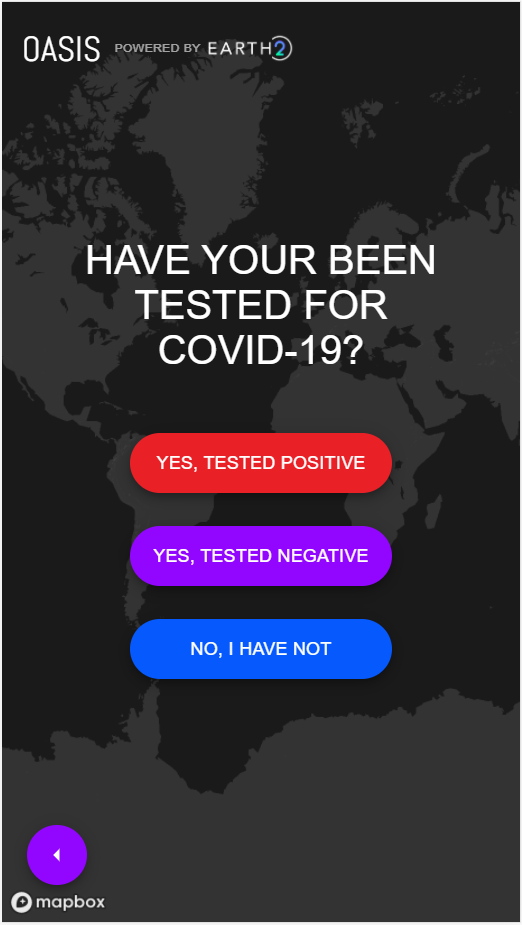 OASIS POWERED BY EARTH2
HAVE YOUR BEEN
TESTED FOR
COVID-19?
YES, TESTED POSITIVE
YES, TESTED NEGATIVE
NO, I HAVE NOT
mapbox